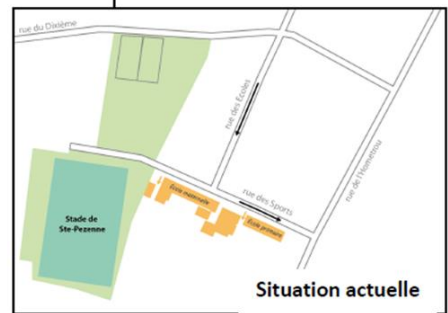 rue du Dixième
rue des Ecoles
rue de l'Hometrou
École maternelle
rue des Sports
École primaire
Stade de
Ste-Pezenne
Situation actuelle